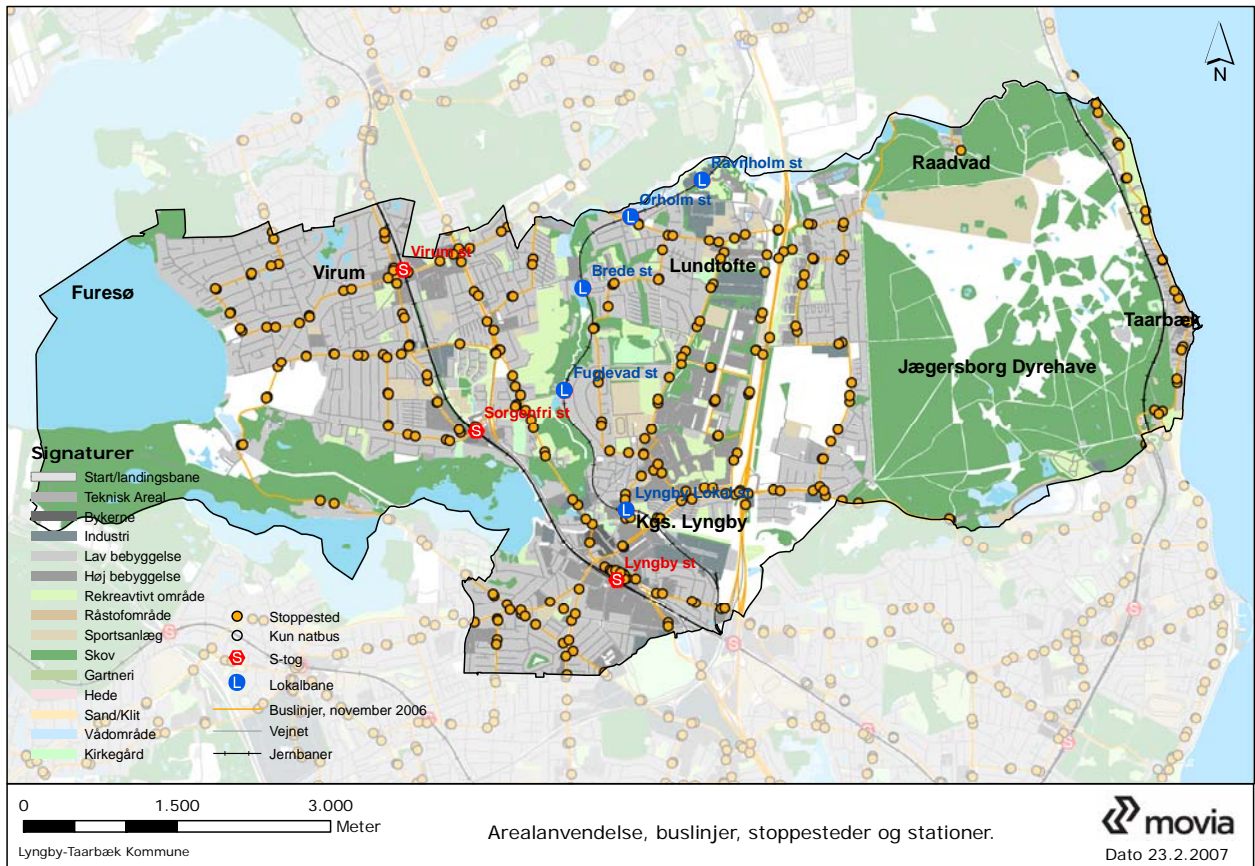 N
Ravnholm st
Raadvad
Ørholm st
Virum st
Lundtofte
Virum
Brede st
Furesø
Taarbæk
Jægersborg Dyrehave
Fuglevad st
Sorgenfri st
Signaturer
Start/landingsbane
Teknisk Areal
Bykerne
Industri
Lav bebyggelse
Høj bebyggelse
Rekreavtivt område
Råstofområde
Sportsanlæg
Skov
Gartneri
Hede
Sand/Klit
Vådområde
Kirkegård
Stoppested
Kun natbus
S S-tog
L Lokalbane
Buslinjer, november 2006
Vejnet
Jernbaner
Lyngby Lokal st
Kgs. Lyngby
Lyngby st
0 1.500 3.000
Meter
Lyngby-Taarbæk Kommune
Arealanvendelse, buslinjer, stoppesteder og stationer.
movia
Dato 23.2.2007